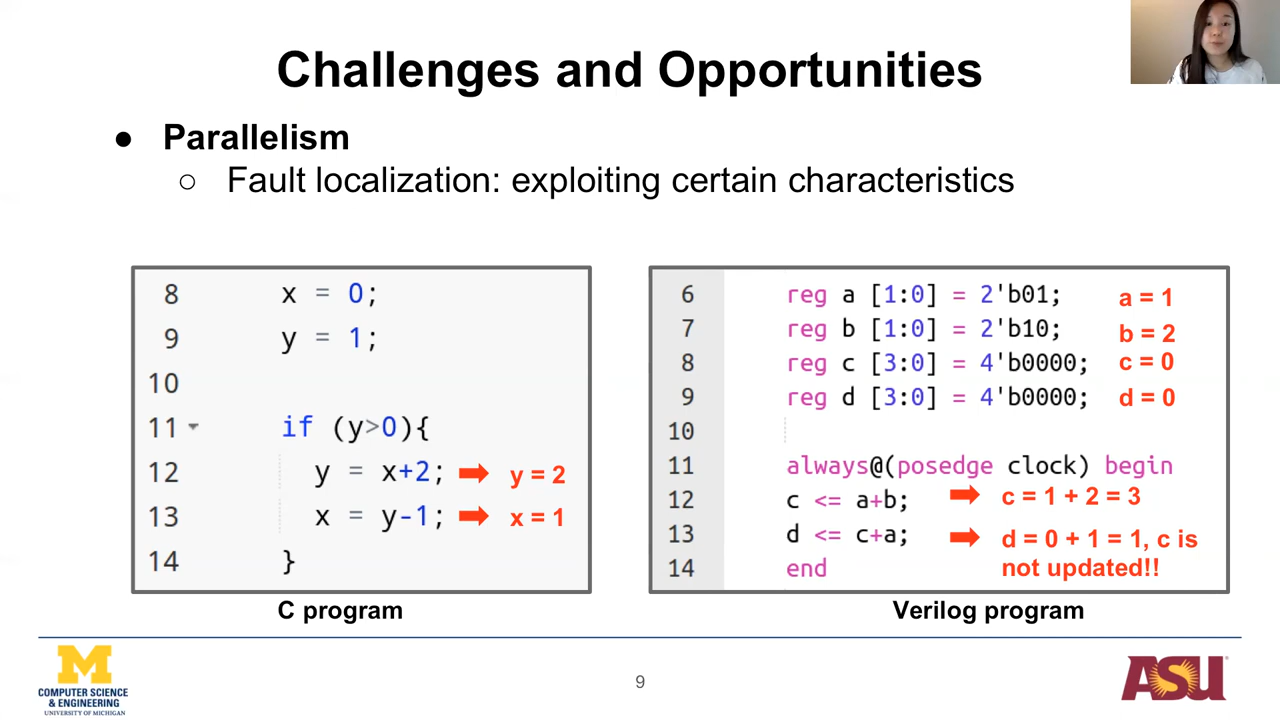 Challenges and Opportunities
● Parallelism
○ Fault localization: exploiting certain characteristics
8 x = 0;
9 y = 1;
10
11 if (y>0){
12 y = x+2; ➡ y = 2
13 x = y-1; ➡ x = 1
14 }
C program
6 reg a [1:0] = 2'b01; a = 1
7 reg b [1:0] = 2'b10; b = 2
8 reg c [3:0] = 4'b0000; c = 0
9 reg d [3:0] = 4'b0000; d = 0
10
11 always@(posedge clock) begin
12 c <= a+b; ➡ c = 1 + 2 = 3
13 d <= c+a; ➡ d = 0 + 1 = 1, c is
not updated!!
14 end
Verilog program
M
COMPUTER SCIENCE
& ENGINEERING
UNIVERSITY OF MICHIGAN
9
ASU